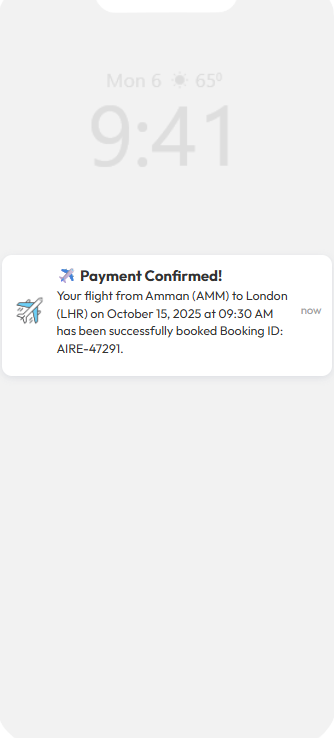 Mon 6 ☀ 65°
9:41
✈ Payment Confirmed!
Your flight from Amman (AMM) to London
(LHR) on October 15, 2025 at 09:30 AM
has been successfully booked Booking ID:
AIRE-47291.
now